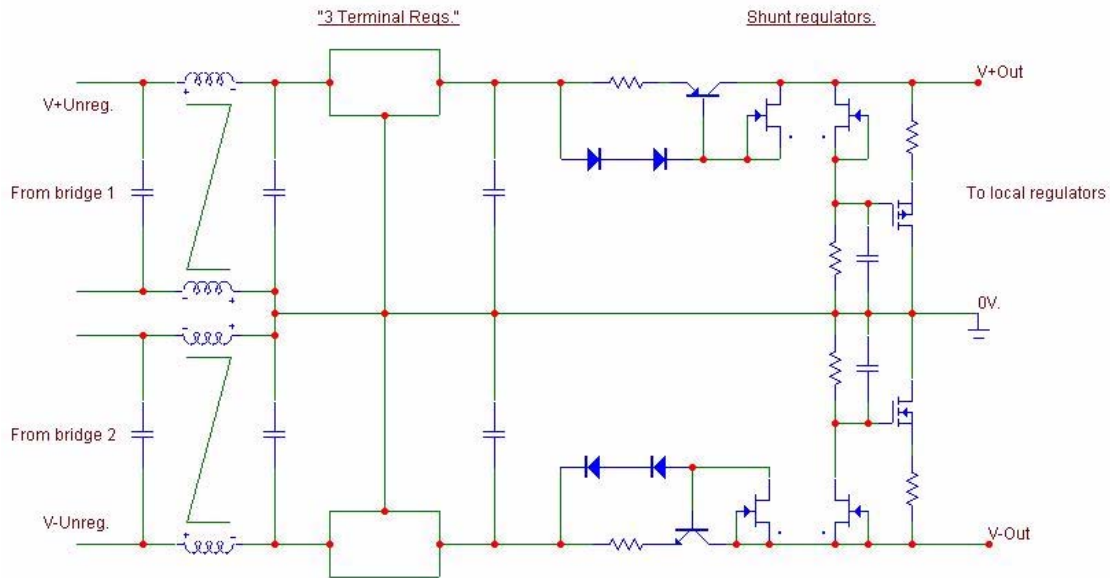 "3 Terminal Regs."
Shunt regulators.
V+Out
V+Unreg.
From bridge 1
To local regulators
0V.
From bridge 2
V-Unreg.
V-Out